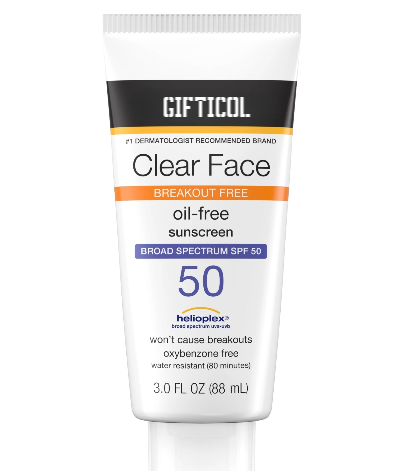 GIFTICOL
#1 DERMATOLOGIST RECOMMENDED BRAND
Clear Face
BREAKOUT FREE
oil-free
sunscreen
BROAD SPECTRUM SPF 50
50
helioplex®
broad spectrum uva•uvb
won't cause breakouts
oxybenzone free
water resistant (80 minutes)
3.0 FL OZ (88 mL)